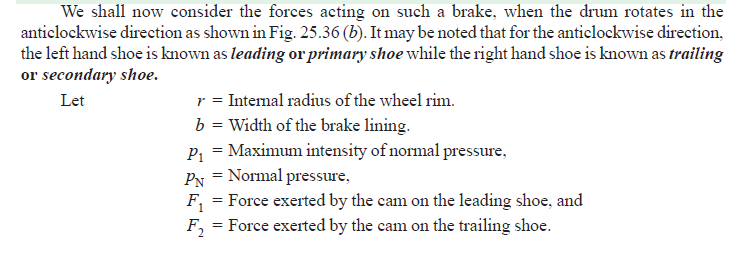 We shall now consider the forces acting on such a brake, when the drum rotates in the
anticlockwise direction as shown in Fig. 25.36 (b). It may be noted that for the anticlockwise direction,
the left hand shoe is known as leading or primary shoe while the right hand shoe is known as trailing
or secondary shoe.
Let r = Internal radius of the wheel rim.
b = Width of the brake lining.
p₁ = Maximum intensity of normal pressure,
pN = Normal pressure,
F₁ = Force exerted by the cam on the leading shoe, and
F₂ = Force exerted by the cam on the trailing shoe.